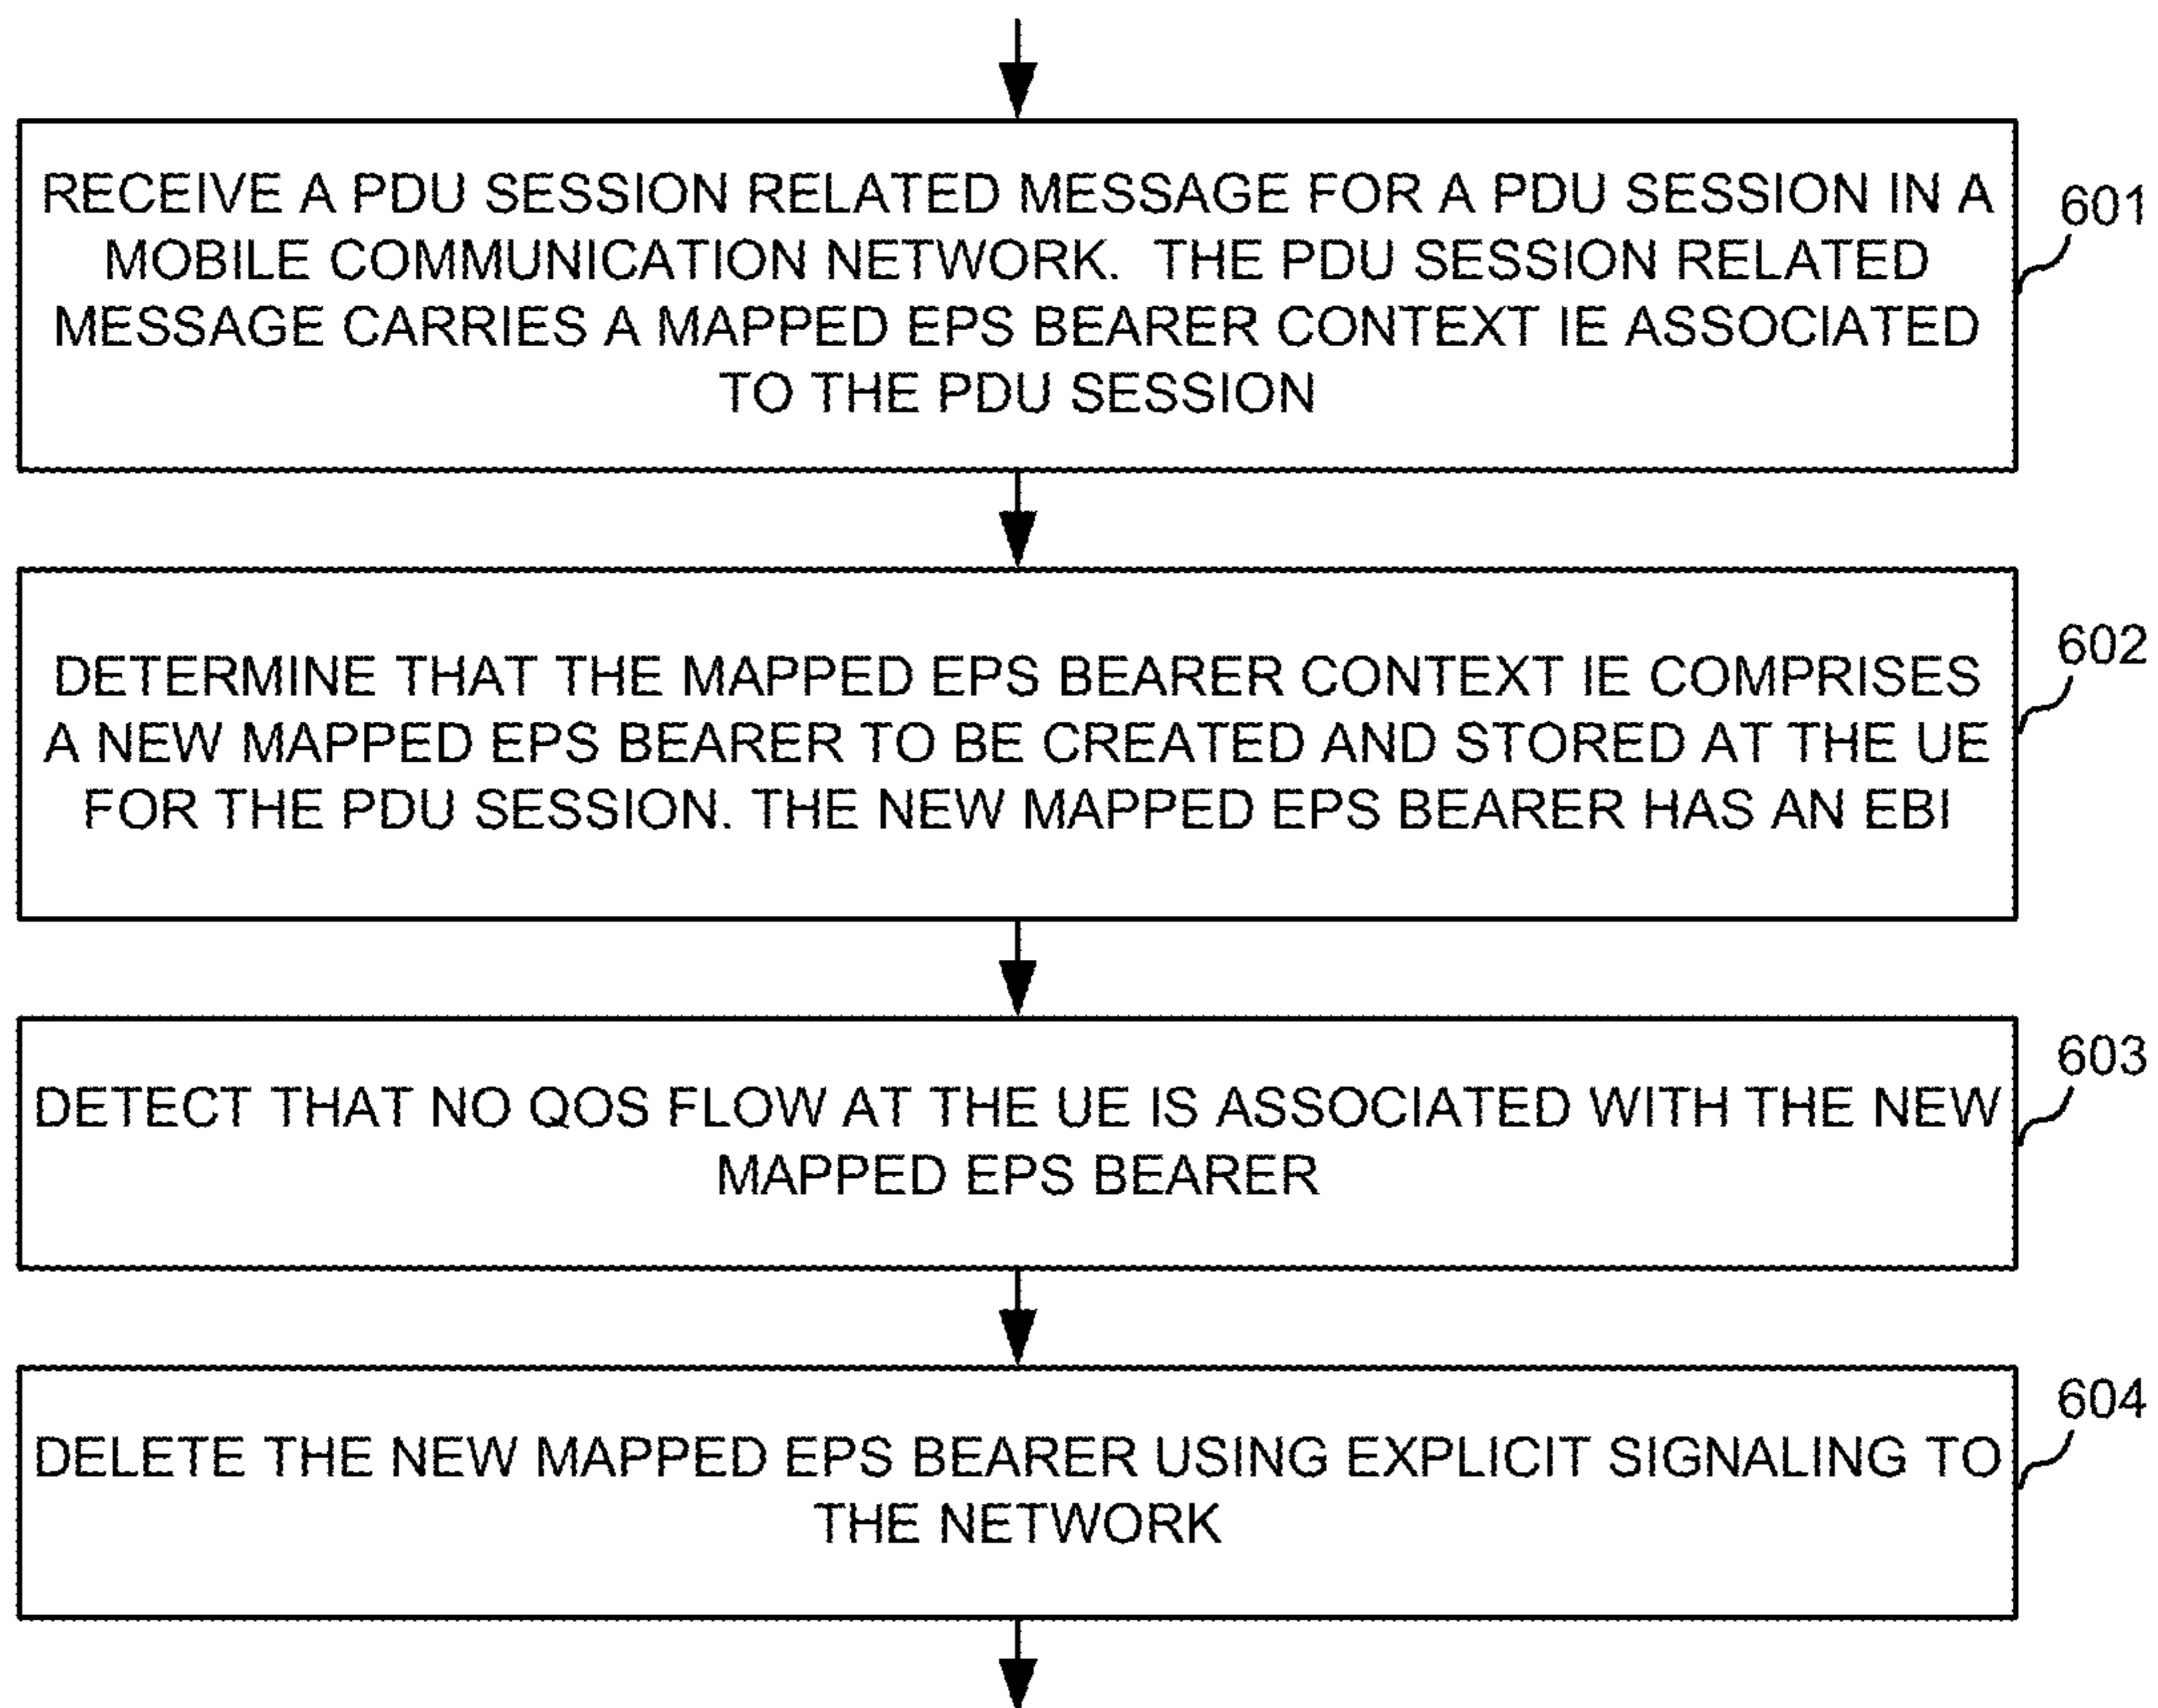 RECEIVE A PDU SESSION RELATED MESSAGE FOR A PDU SESSION IN A
MOBILE COMMUNICATION NETWORK. THE PDU SESSION RELATED
MESSAGE CARRIES A MAPPED EPS BEARER CONTEXT IE ASSOCIATED
TO THE PDU SESSION
601
DETERMINE THAT THE MAPPED EPS BEARER CONTEXT IE COMPRISES
A NEW MAPPED EPS BEARER TO BE CREATED AND STORED AT THE UE
FOR THE PDU SESSION. THE NEW MAPPED EPS BEARER HAS AN EBI
602
DETECT THAT NO QOS FLOW AT THE UE IS ASSOCIATED WITH THE NEW
MAPPED EPS BEARER
603
DELETE THE NEW MAPPED EPS BEARER USING EXPLICIT SIGNALING TO
THE NETWORK
604